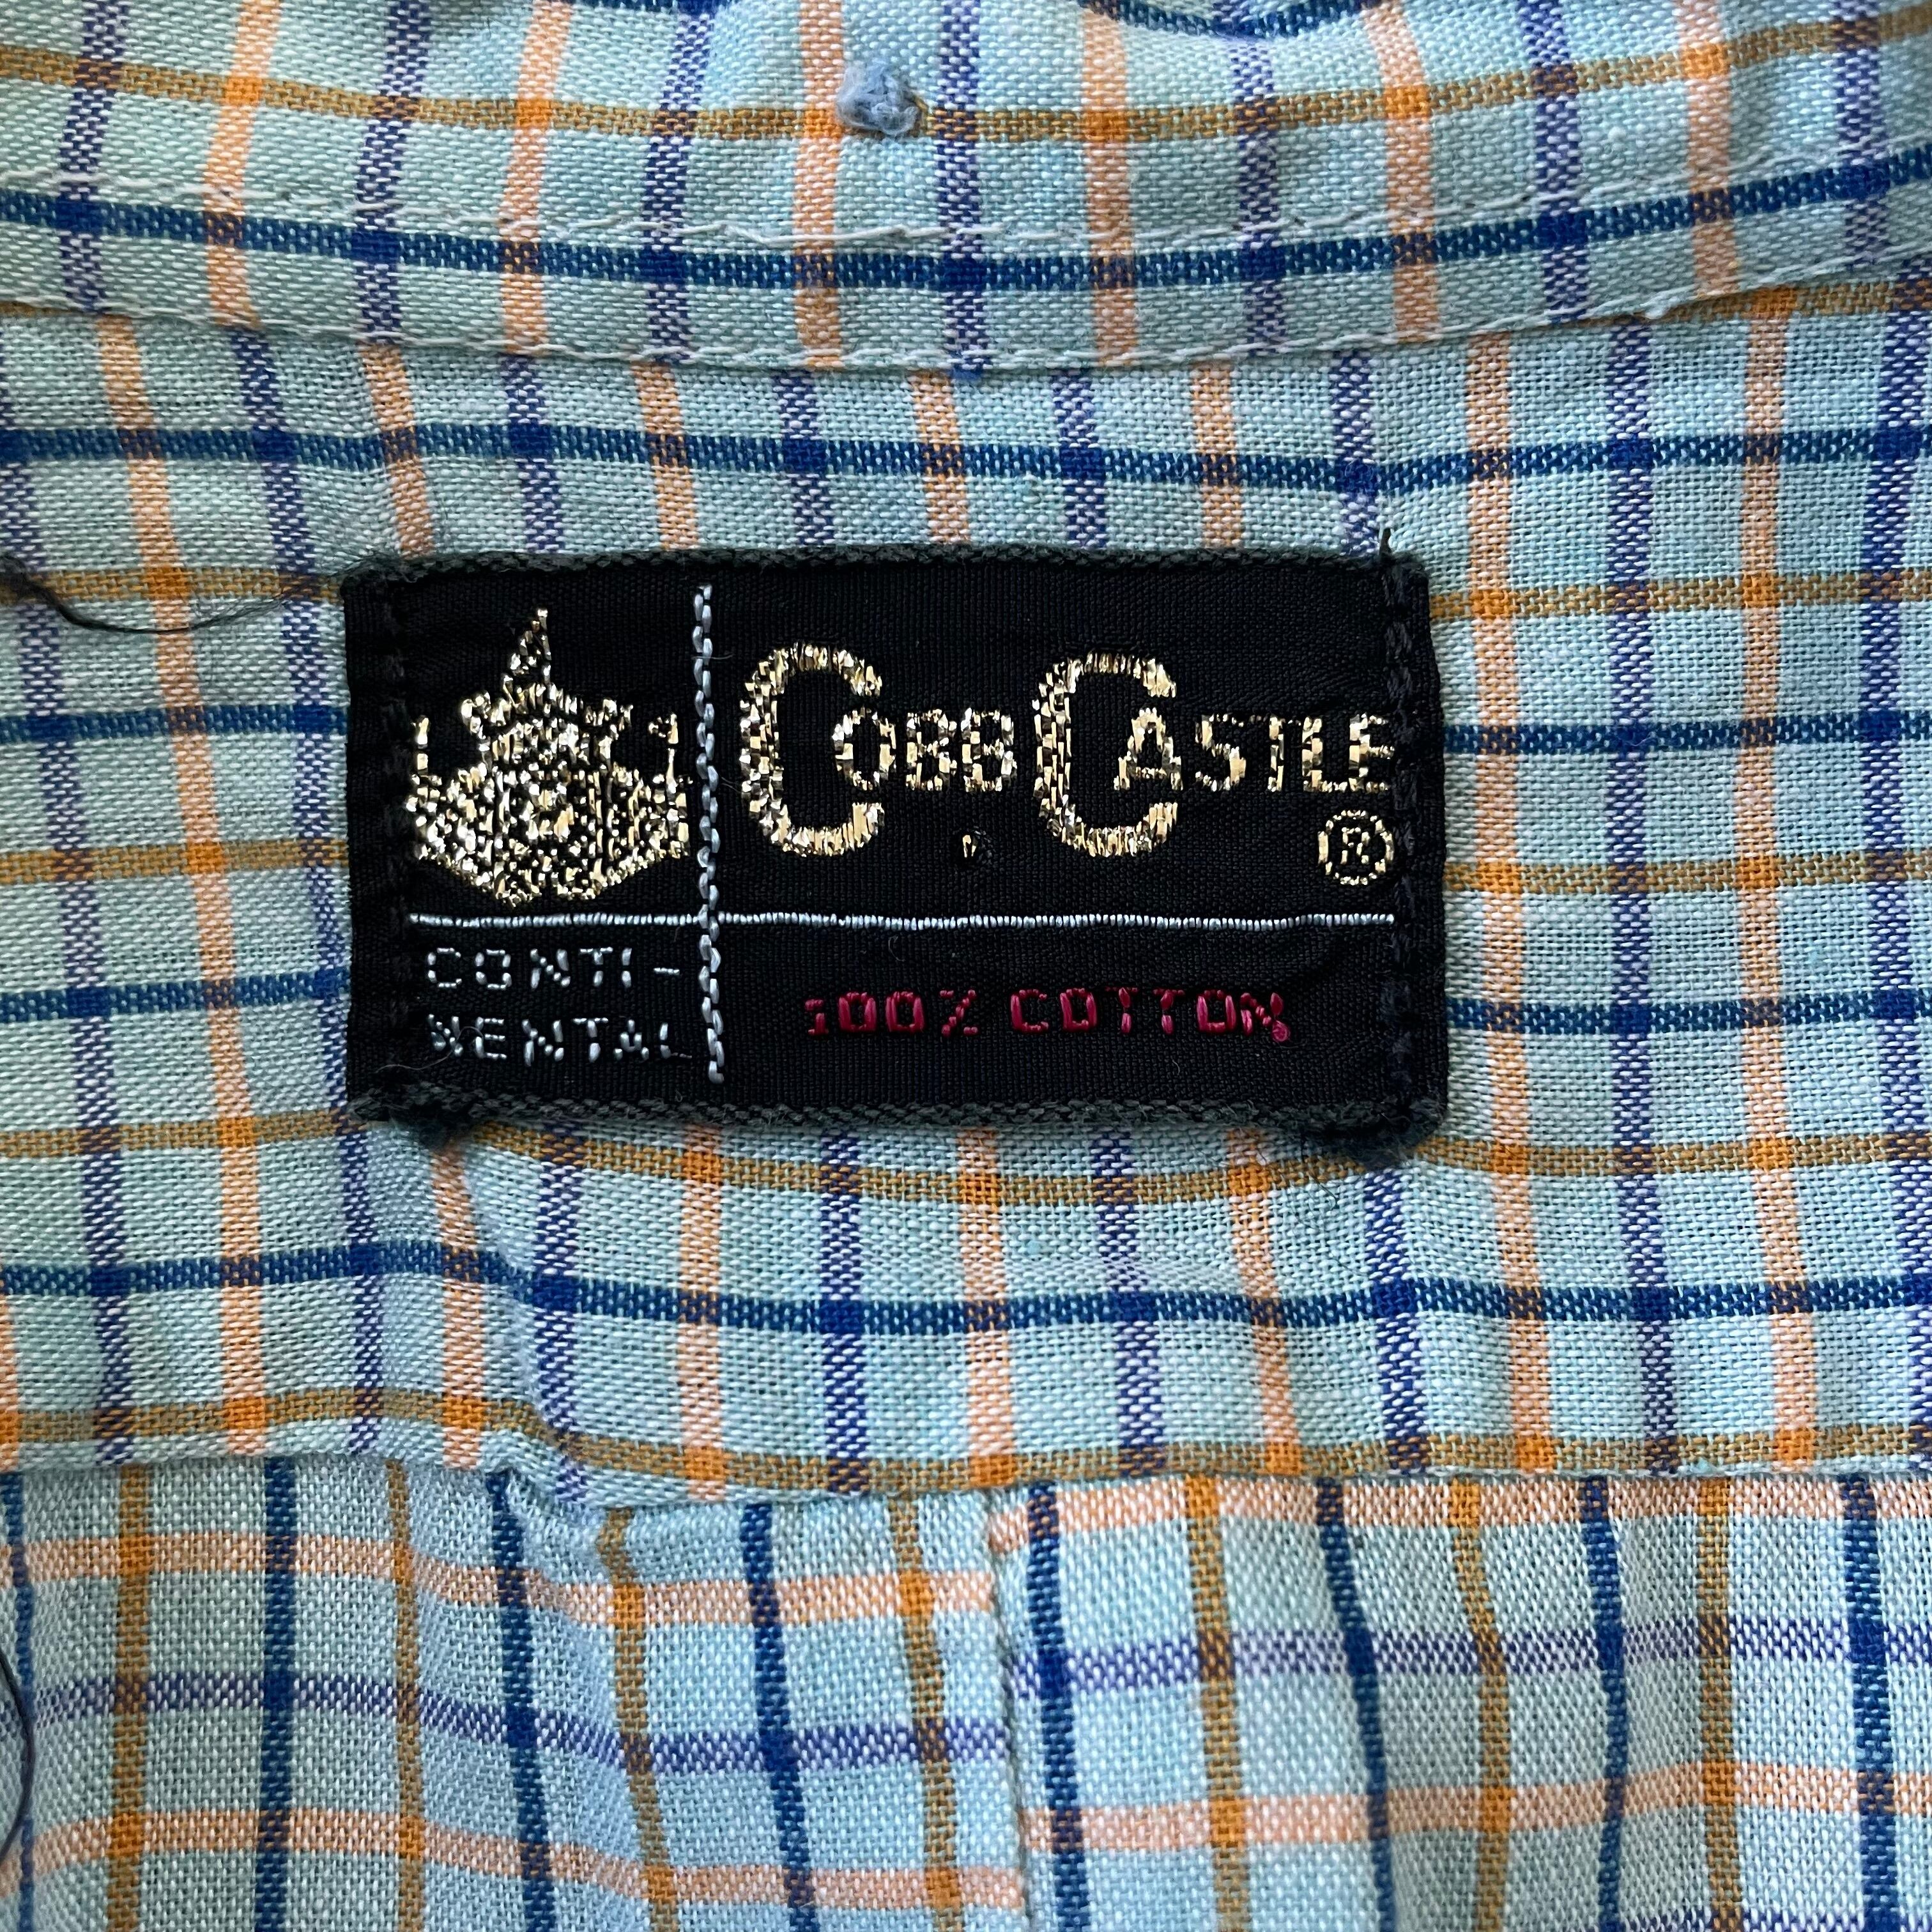 COBB CASTLE
®
CONTI-
NENTAL
100% COTTON